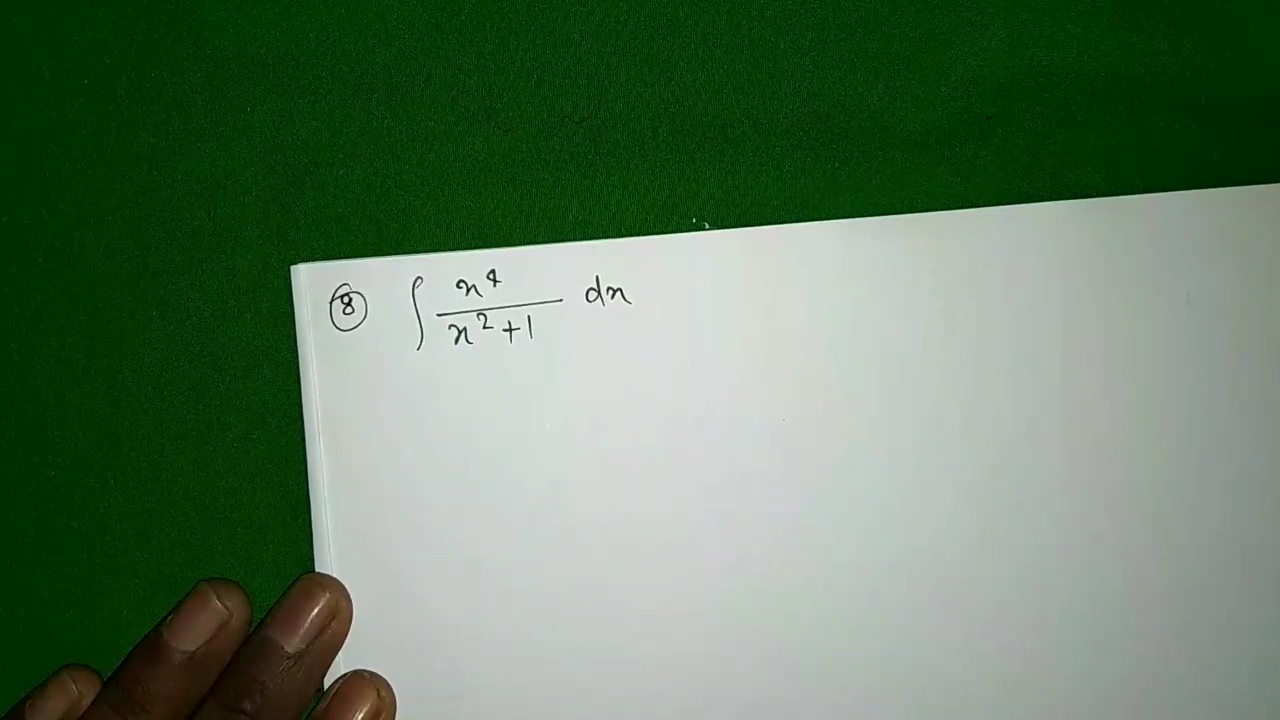 ⑧ ∫ x⁴/(x²+1) dx